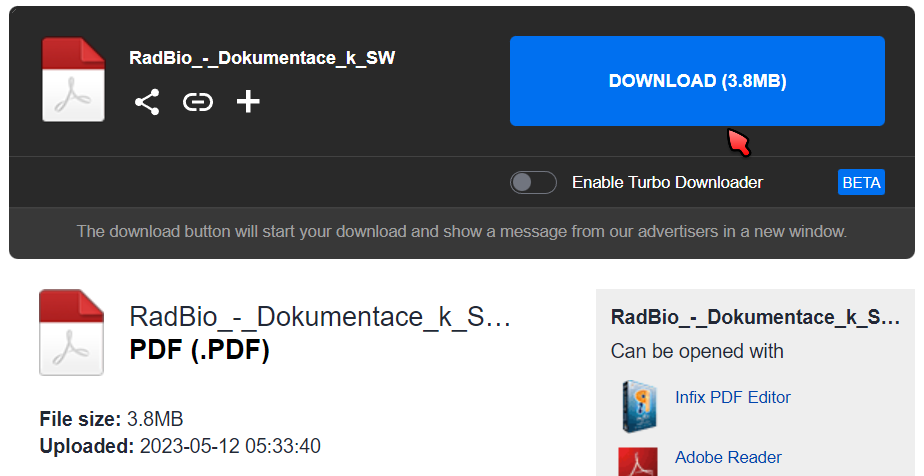 RadBio_-_Dokumentace_k_SW
DOWNLOAD (3.8MB)
Enable Turbo Downloader
BETA
The download button will start your download and show a message from our advertisers in a new window.
RadBio_-_Dokumentace_k_S...
PDF (.PDF)
File size: 3.8MB
Uploaded: 2023-05-12 05:33:40
RadBio_-_Dokumentace_k_S...
Can be opened with
Infix PDF Editor
Adobe Reader